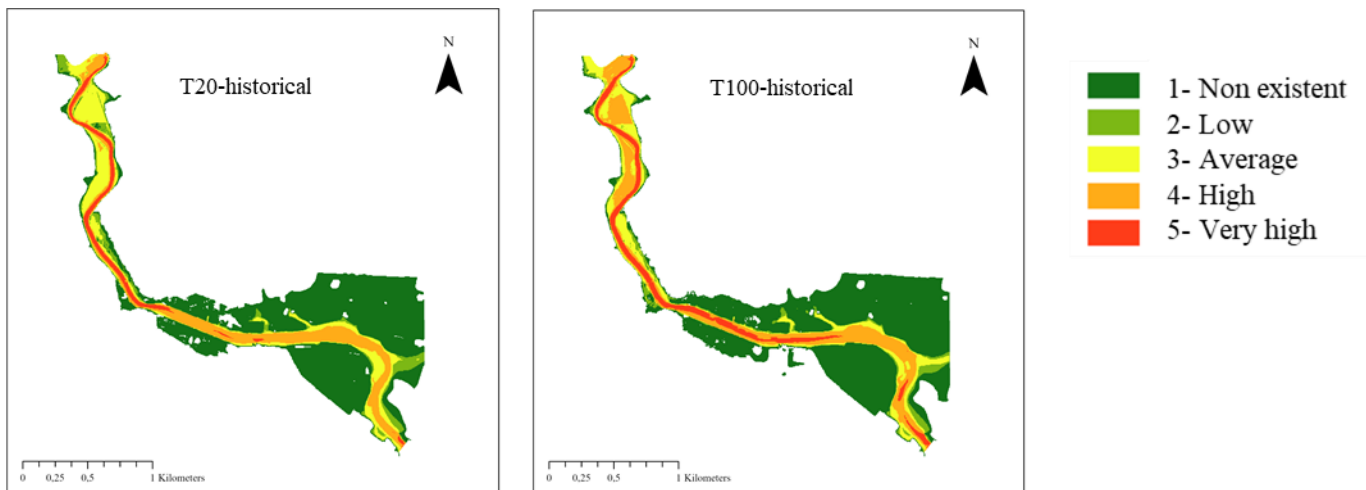 N
T20-historical
0 0,25 0,5 1 Kilometers
N
T100-historical
0 0,25 0,5 1 Kilometers
1- Non existent
2- Low
3- Average
4- High
5- Very high